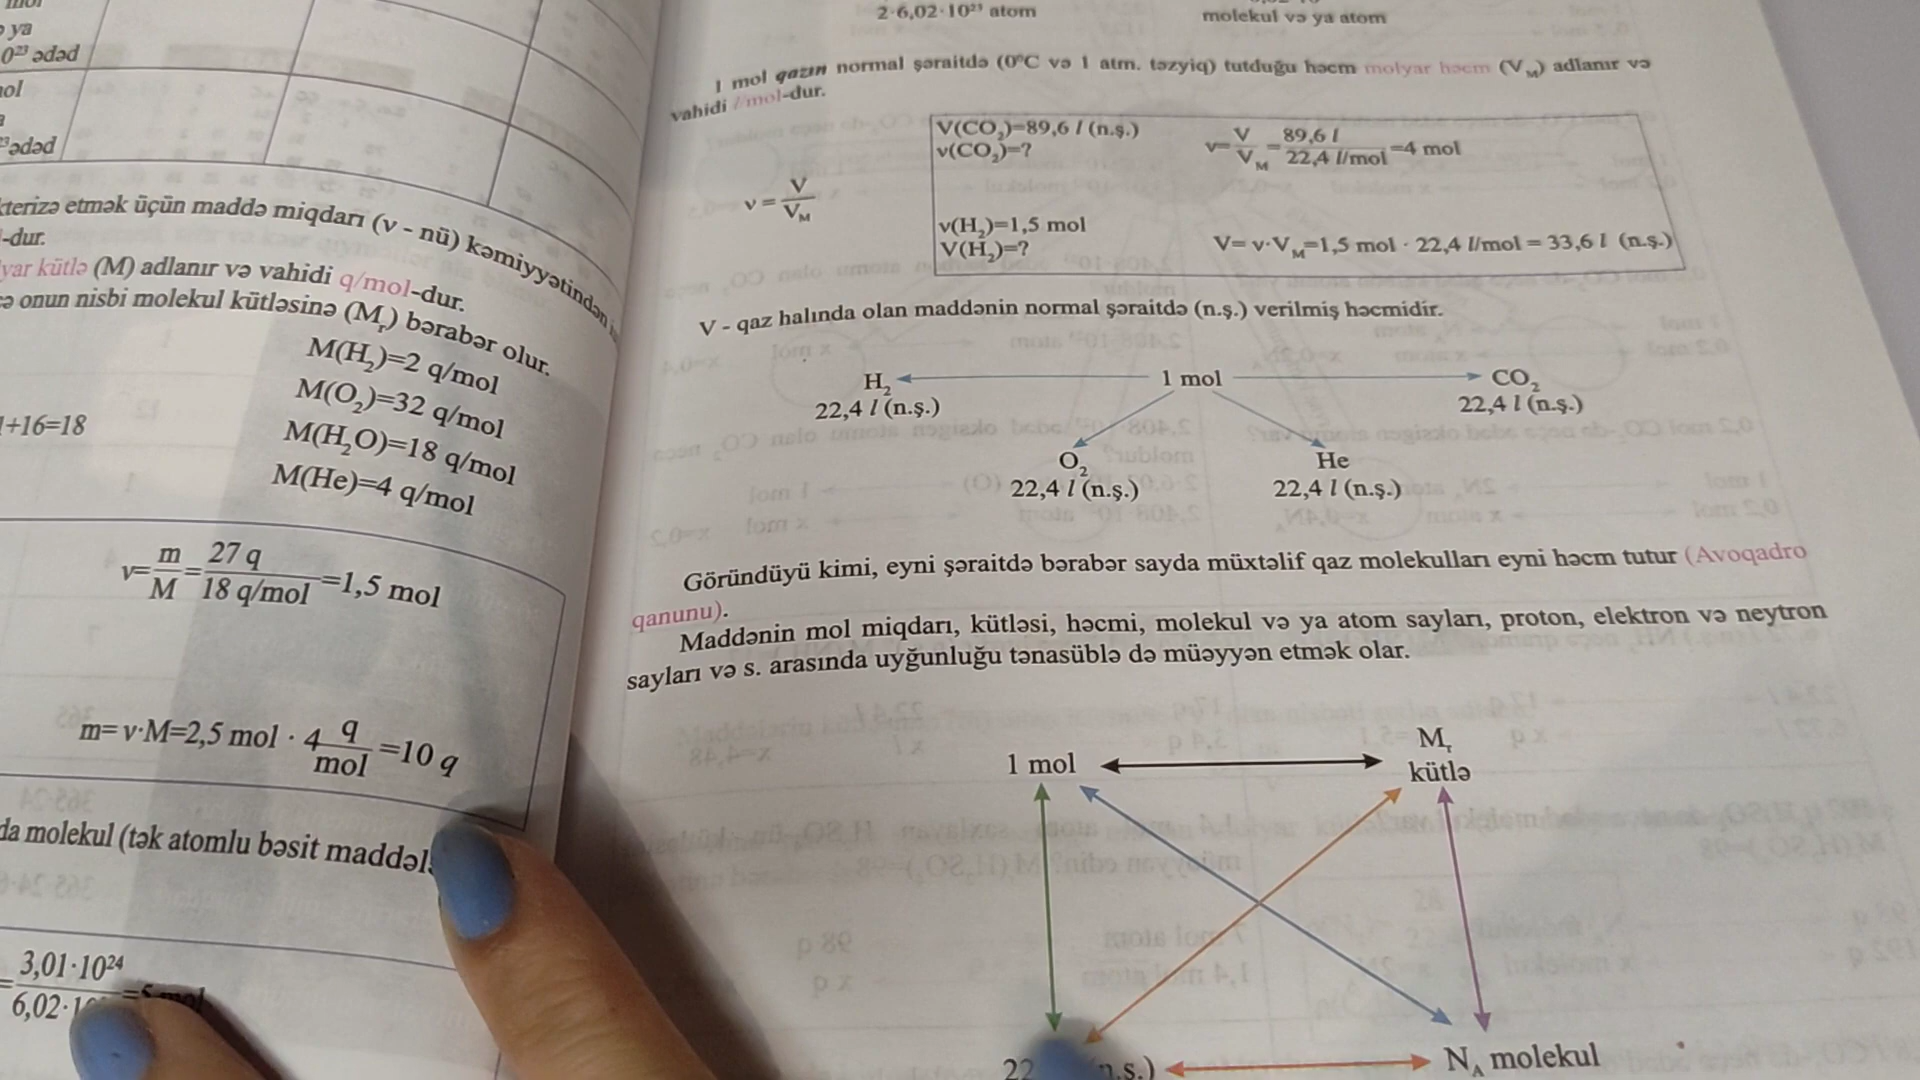 ya
0²³ ədəd
ədəd
kterizə etmək üçün maddə miqdarı (ν - nü) kəmiyyətindən
-dur.
yar kütlə (M) adlanır və vahidi q/mol-dur.
ə onun nisbi molekul kütləsinə (Mᵣ) bərabər olur.
M(H₂)=2 q/mol
M(O₂)=32 q/mol
+16=18
M(H₂O)=18 q/mol
M(He)=4 q/mol
ν=m/M=27 q/18 q/mol=1,5 mol
m= ν·M=2,5 mol · 4 q/mol=10 q
da molekul (tək atomlu bəsit maddəl
=3,01·10²⁴
6,02·1
2·6,02·10²³ atom
molekul və ya atom
1 mol qazın normal şəraitdə (0°C və 1 atm. təzyiq) tutduğu həcm molyar həcm (V_M) adlanır və
vahidi l/mol-dur.
ν = V/V_M
V(CO₂)=89,6 l (n.ş.)
ν(CO₂)=?
ν=V/V_M=89,6 l/22,4 l/mol=4 mol
ν(H₂)=1,5 mol
V(H₂)=?
V= ν·V_M=1,5 mol · 22,4 l/mol = 33,6 l (n.ş.)
V - qaz halında olan maddənin normal şəraitdə (n.ş.) verilmiş həcmidir.
H₂ 1 mol CO₂
22,4 l (n.ş.) 22,4 l (n.ş.)
O₂ He
22,4 l (n.ş.) 22,4 l (n.ş.)
Göründüyü kimi, eyni şəraitdə bərabər sayda müxtəlif qaz molekulları eyni həcm tutur (Avoqadro
qanunu).
Maddənin mol miqdarı, kütləsi, həcmi, molekul və ya atom sayları, proton, elektron və neytron
sayları və s. arasında uyğunluğu tənasüblə də müəyyən etmək olar.
1 mol Mᵣ
kütlə
22 n.ş.) N_A molekul